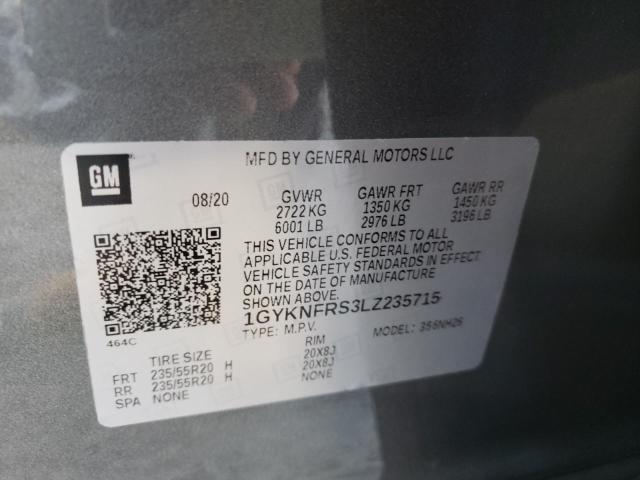 GM
MFD BY GENERAL MOTORS LLC
08/20 GVWR GAWR FRT GAWR RR
2722 KG 1350 KG 1450 KG
6001 LB 2976 LB 3196 LB
THIS VEHICLE CONFORMS TO ALL
APPLICABLE U.S. FEDERAL MOTOR
VEHICLE SAFETY STANDARDS IN EFFECT
ON THE DATE OF MANUFACTURE
SHOWN ABOVE. 1GYKNFRS3LZ235715
464C TYPE: M.P.V. MODEL: 356NH26
TIRE SIZE RIM
FRT 235/55R20 H 20X8J
RR 235/55R20 H 20X8J
SPA NONE NONE